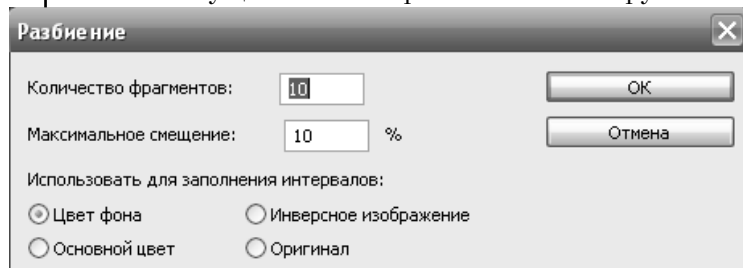 Разбиение
Количество фрагментов: 10 ОК
Максимальное смещение: 10 % Отмена
Использовать для заполнения интервалов:
Цвет фона Инверсное изображение
Основной цвет Оригинал